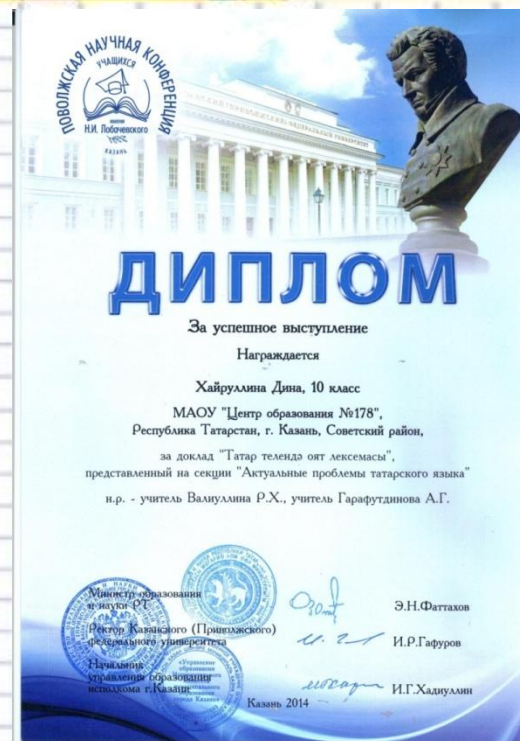 ПОВОЛЖСКАЯ НАУЧНАЯ КОНФЕРЕНЦИЯ
УЧАЩИХСЯ
имени
Н.И. Лобачевского
КАЗАНЬ
ДИПЛОМ
За успешное выступление
Награждается
Хайруллина Дина, 10 класс
МАОУ "Центр образования №178",
Республика Татарстан, г. Казань, Советский район,
за доклад "Татар телендә оят лексемасы",
представленный на секции "Актуальные проблемы татарского языка"
н.р. - учитель Валиуллина Р.Х., учитель Гарафутдинова А.Г.
Министр образования
и науки РТ
Э.Н.Фаттахов
Ректор Казанского (Приволжского)
федерального университета
И.Р.Гафуров
Начальник
управления образования
исполкома г.Казани
И.Г.Хадиуллин
Казань 2014